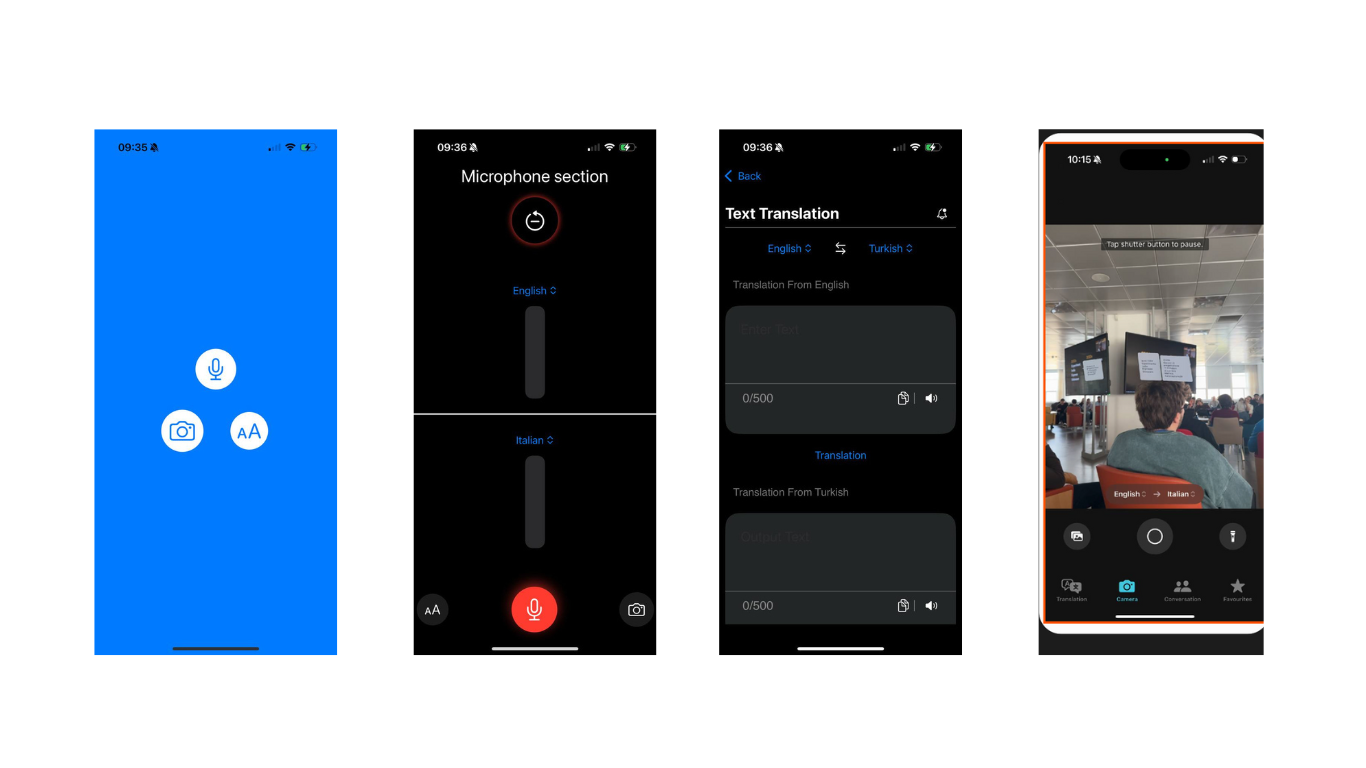 09:35
AA
09:36
Microphone section
English
Italian
AA
09:36
Back
Text Translation
English
Turkish
Translation From English
Enter Text
0/500
Translation
Translation From Turkish
Output Text
0/500
10:15
Tap shutter button to pause.
English → Italian
Translation
Camera
Conversation
Favourites